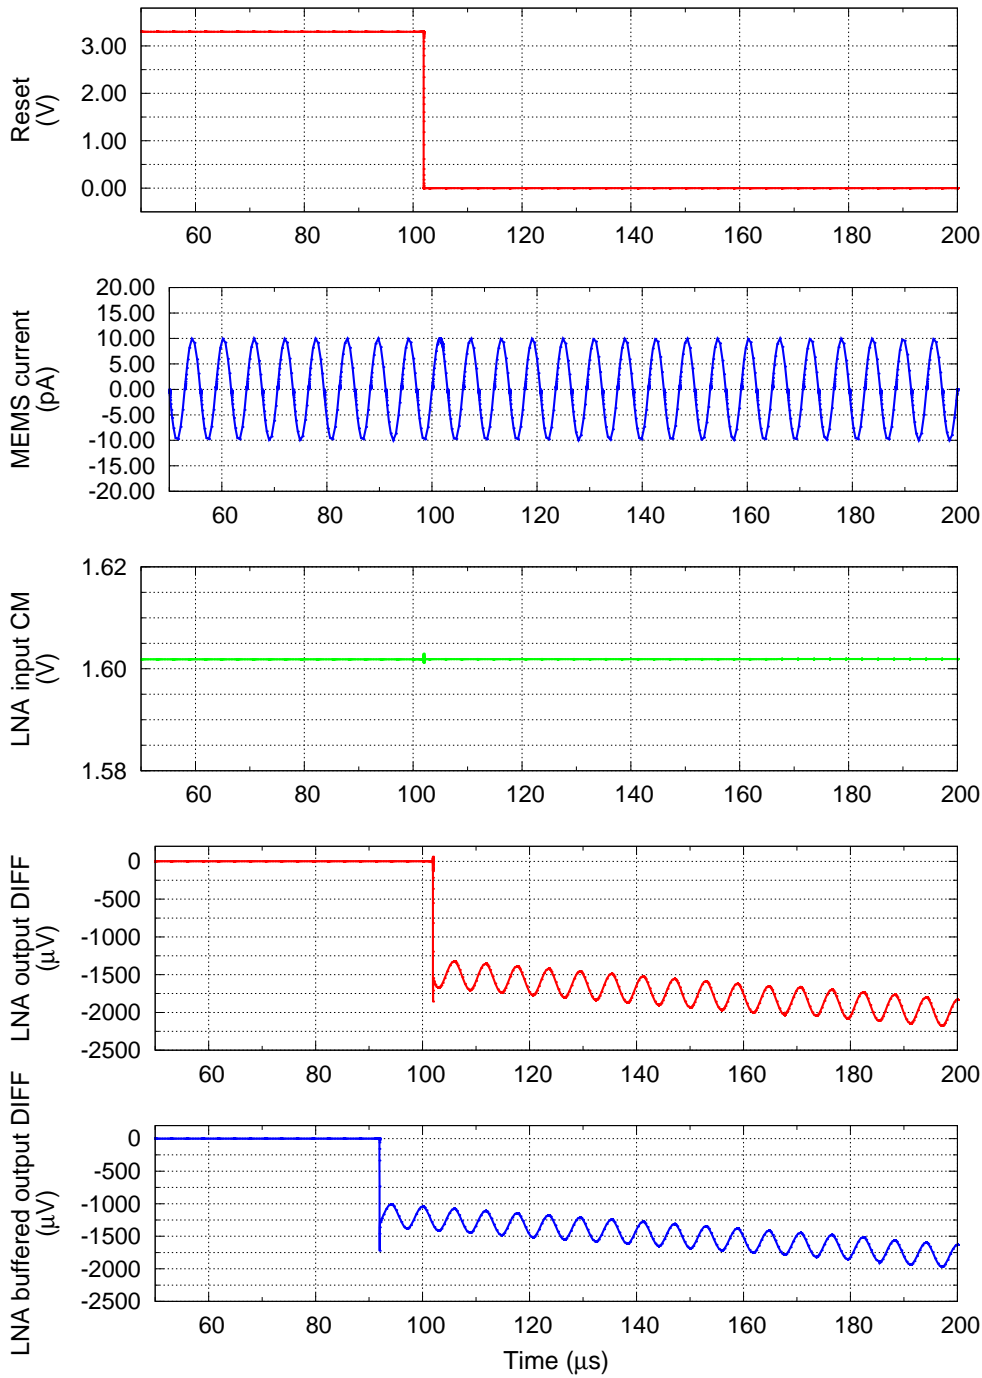 3.00
2.00
1.00
0.00
Reset
(V)
60 80 100 120 140 160 180 200
20.00
15.00
10.00
5.00
0.00
-5.00
-10.00
-15.00
-20.00
MEMS current
(pA)
60 80 100 120 140 160 180 200
1.62
1.60
1.58
LNA input CM
(V)
60 80 100 120 140 160 180 200
0
-500
-1000
-1500
-2000
-2500
LNA output DIFF
(μV)
60 80 100 120 140 160 180 200
0
-500
-1000
-1500
-2000
-2500
LNA buffered output DIFF
(μV)
60 80 100 120 140 160 180 200
Time (μs)